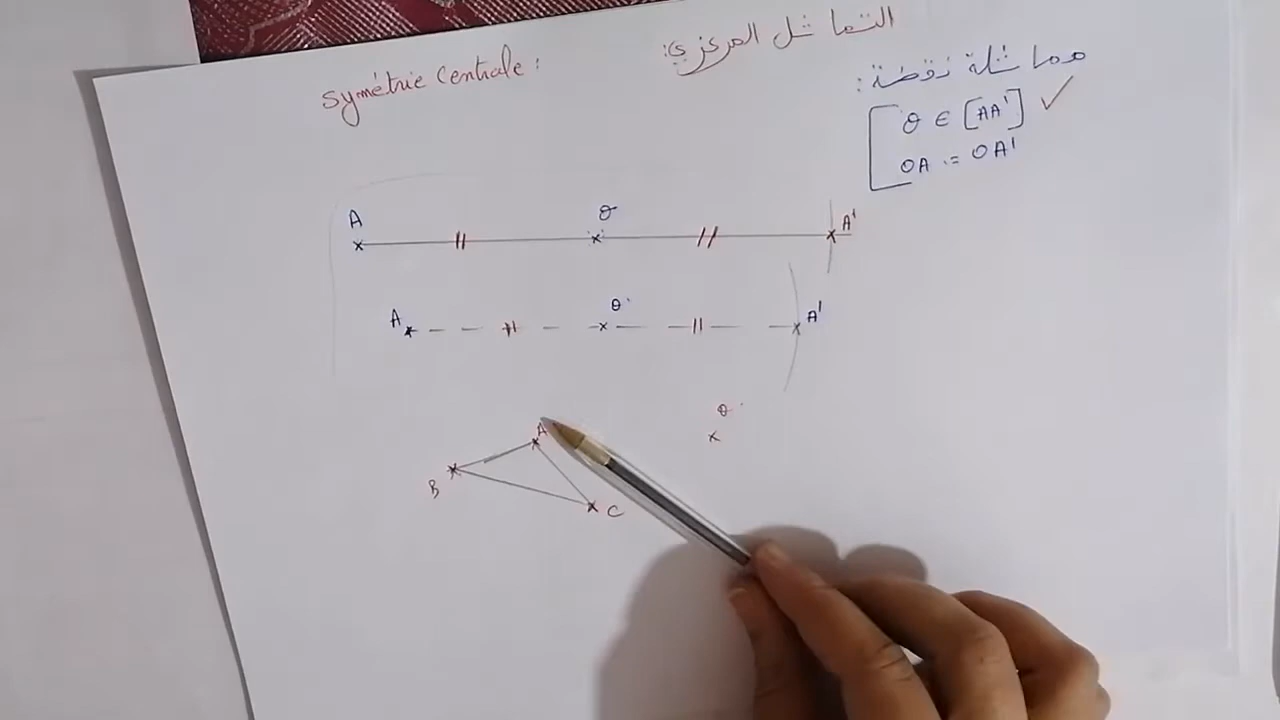 Symétrie Centrale :
التماثل المركزي:
مماثلة نقطة :
O ∈ [AA']
OA = OA'
A O A'
A O A'
O
A
B
C